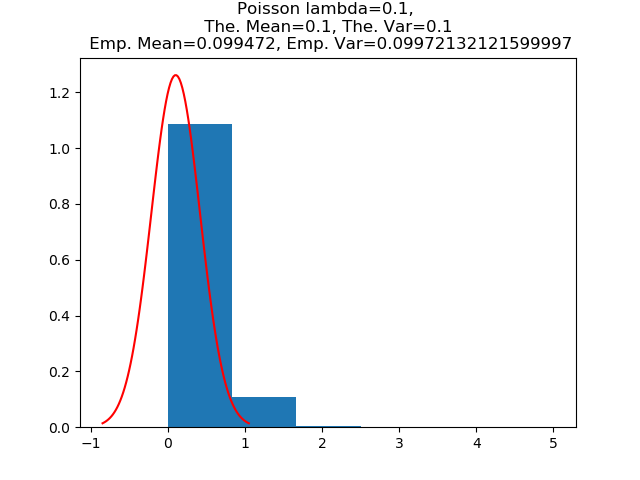 Poisson lambda=0.1,
The. Mean=0.1, The. Var=0.1
Emp. Mean=0.099472, Emp. Var=0.09972132121599997
1.2
1.0
0.8
0.6
0.4
0.2
0.0
−1 0 1 2 3 4 5